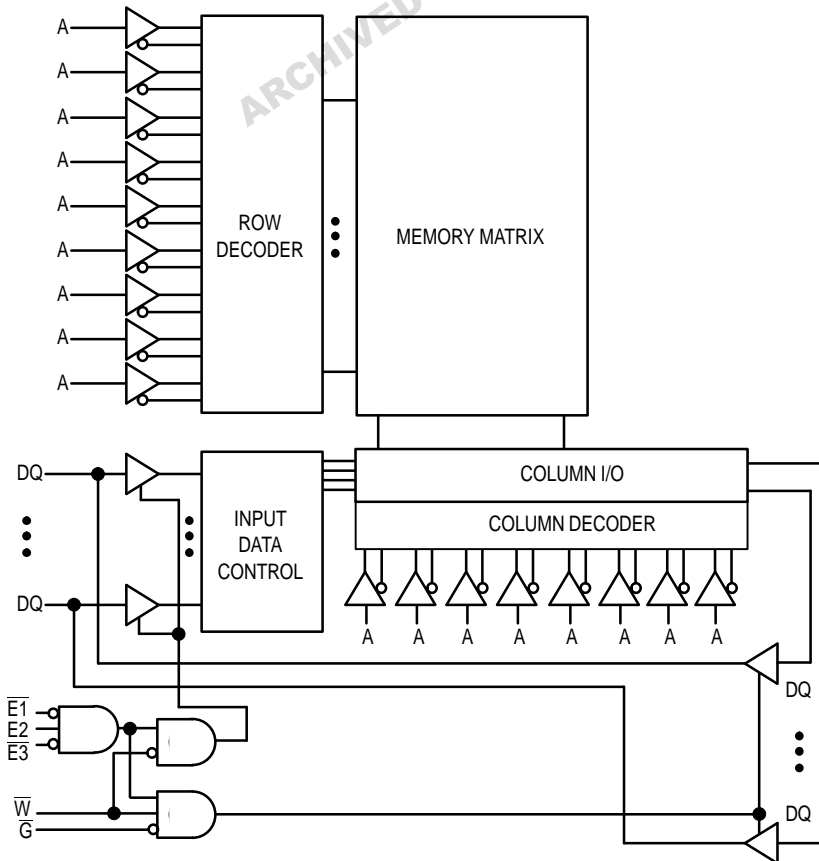 ARCHIVED
A
A
A
A
A
A
A
A
A
ROW
DECODER
MEMORY MATRIX
DQ
DQ
INPUT
DATA
CONTROL
COLUMN I/O
COLUMN DECODER
A A A A A A A A
DQ
DQ
E1
E2
E3
W
G